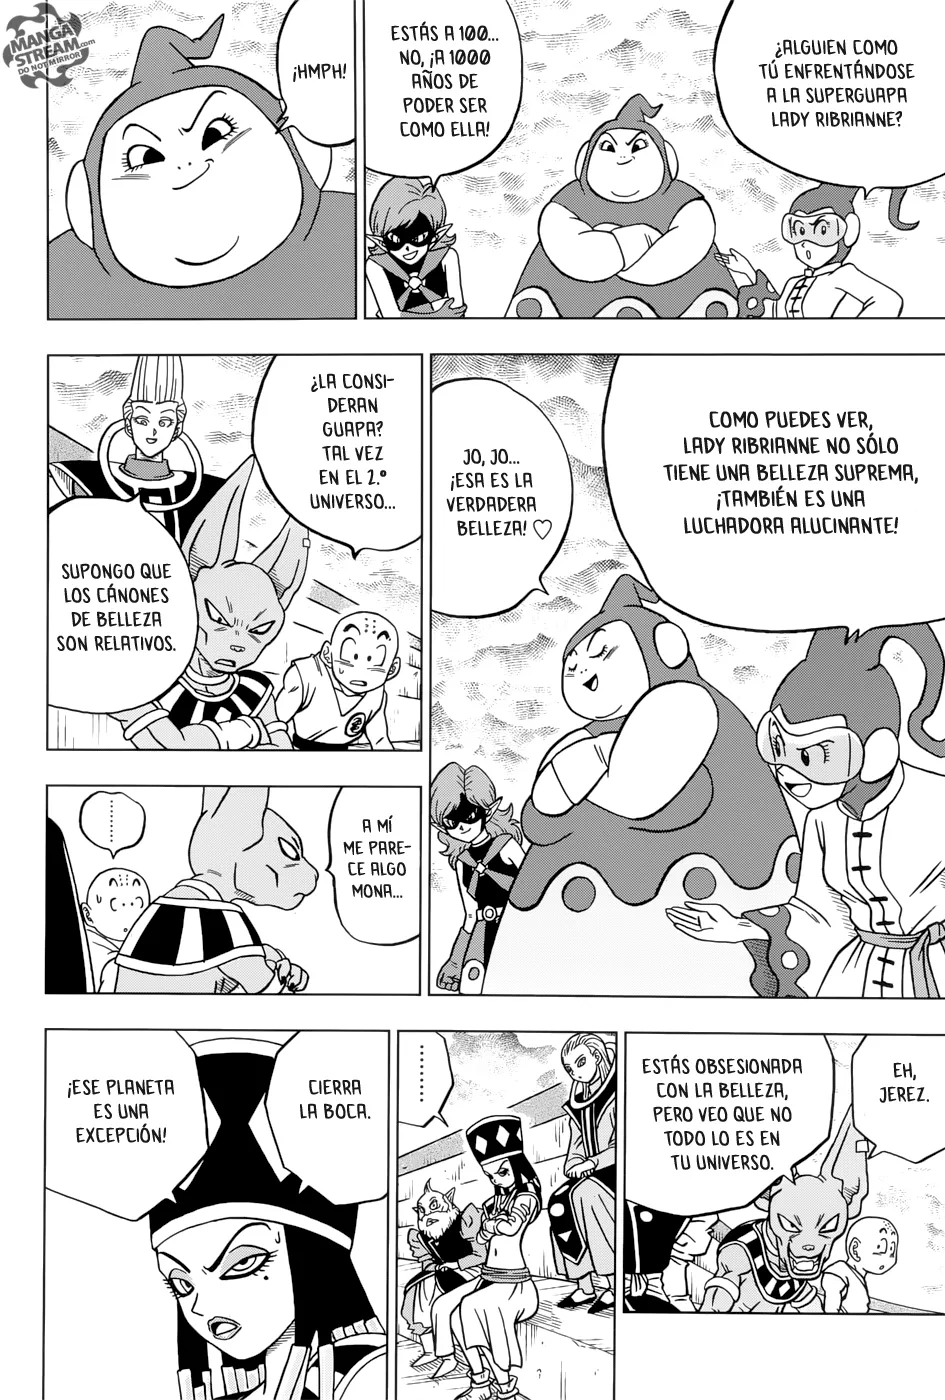 MANGA
STREAM.com
DO NOT MIRROR!
¿ALGUIEN COMO
TÚ ENFRENTÁNDOSE
A LA SUPERGUAPA
LADY RIBRIANNE?
ESTÁS A 100...
NO, ¡A 1000
AÑOS DE
PODER SER
COMO ELLA!
¡HMPH!
COMO PUEDES VER,
LADY RIBRIANNE NO SÓLO
TIENE UNA BELLEZA SUPREMA,
¡TAMBIÉN ES UNA
LUCHADORA ALUCINANTE!
JO, JO...
¡ESA ES LA
VERDADERA
BELLEZA! ♡
¿LA CONSI-
DERAN
GUAPA?
TAL VEZ
EN EL 2.º
UNIVERSO...
SUPONGO QUE
LOS CÁNONES
DE BELLEZA
SON RELATIVOS.
A MÍ
ME PARE-
CE ALGO
MONA...
.........
EH,
JEREZ.
ESTÁS OBSESIONADA
CON LA BELLEZA,
PERO VEO QUE NO
TODO LO ES EN
TU UNIVERSO.
.........
CIERRA
LA BOCA.
¡ESE PLANETA
ES UNA
EXCEPCIÓN!